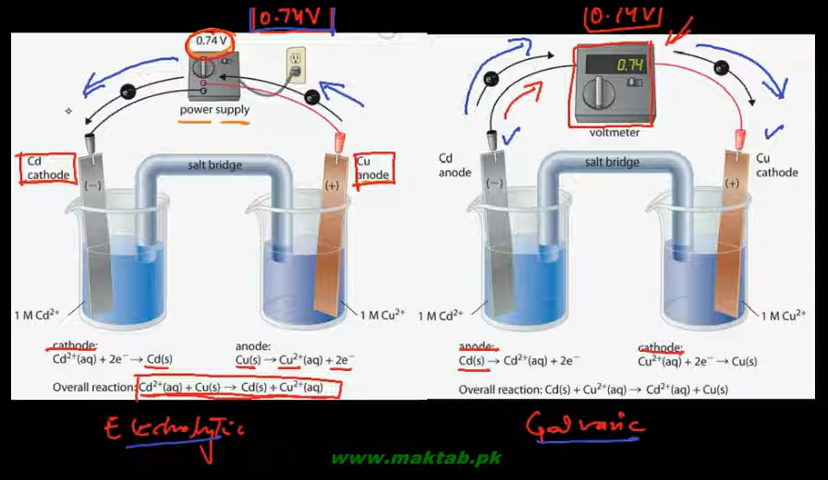 0.74V
0.74 V
power supply
Cd
cathode
Cu
anode
salt bridge
(−)
(+)
1 M Cd²⁺
1 M Cu²⁺
cathode:
Cd²⁺(aq) + 2e⁻ → Cd(s)
anode:
Cu(s) → Cu²⁺(aq) + 2e⁻
Overall reaction: Cd²⁺(aq) + Cu(s) → Cd(s) + Cu²⁺(aq)
Electrolytic
0.74V
0.74
voltmeter
Cd
anode
Cu
cathode
salt bridge
(−)
(+)
1 M Cd²⁺
1 M Cu²⁺
anode:
Cd(s) → Cd²⁺(aq) + 2e⁻
cathode:
Cu²⁺(aq) + 2e⁻ → Cu(s)
Overall reaction: Cd(s) + Cu²⁺(aq) → Cd²⁺(aq) + Cu(s)
Galvanic
www.maktab.pk